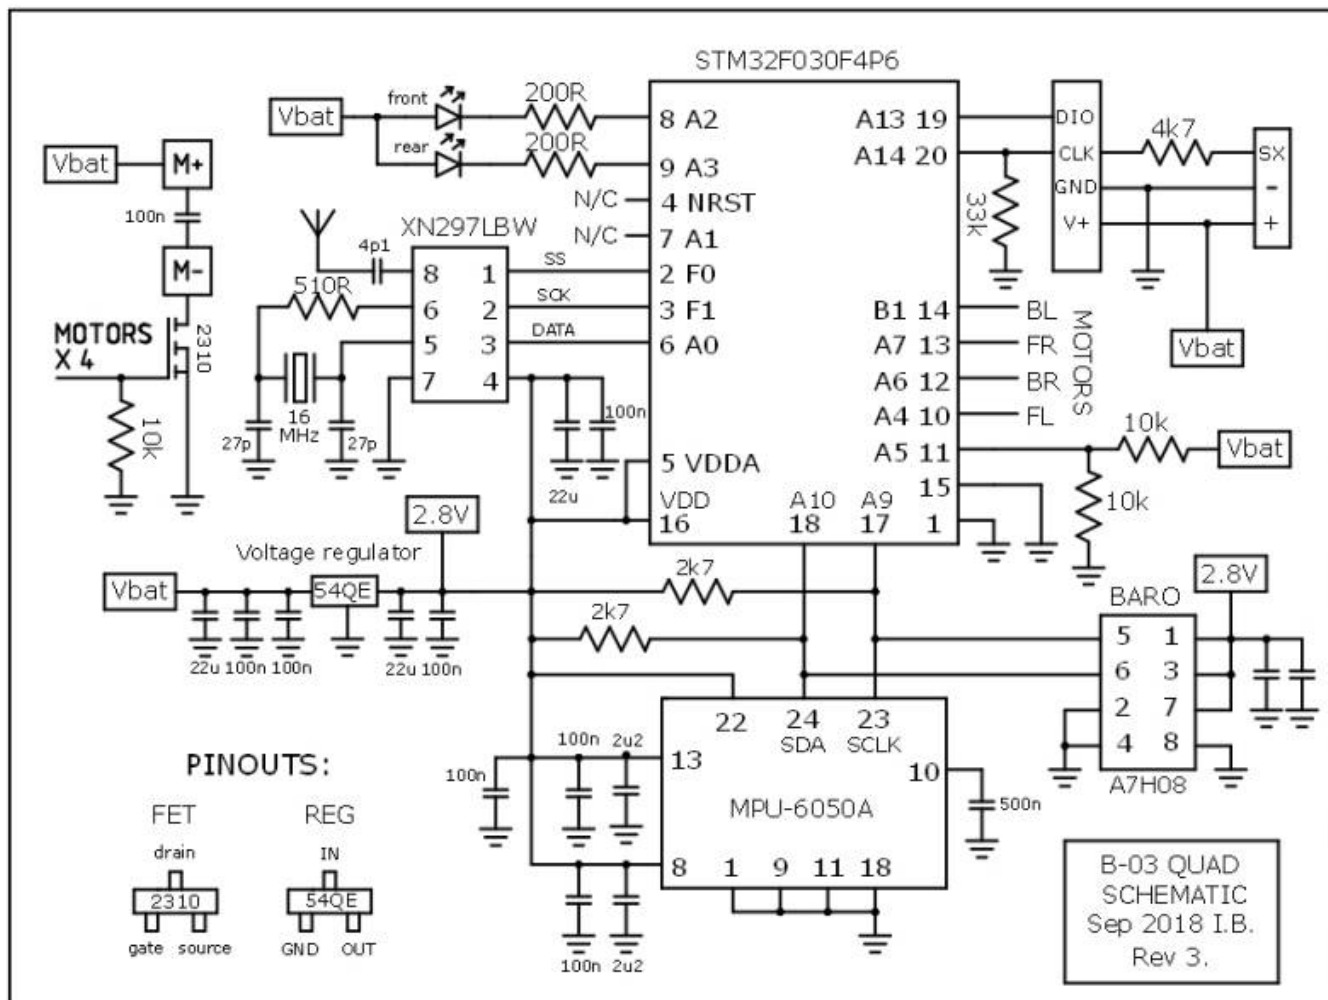 STM32F030F4P6
Vbat
front
200R
rear
200R
8 A2
9 A3
4 NRST
7 A1
2 F0
3 F1
6 A0
5 VDDA
VDD
16
A13 19
A14 20
B1 14
A7 13
A6 12
A4 10
A5 11
15
1
A10
18
A9
17
N/C
N/C
DIO
CLK
GND
V+
4k7
SX
-
+
33k
Vbat
BL
FR
BR
FL
MOTORS
10k
Vbat
10k
Vbat
M+
100n
M-
MOTORS
X 4
2310
10k
XN297LBW
4p1
510R
8 1
6 2
5 3
7 4
SS
SCK
DATA
16
MHz
27p
27p
22u
100n
2.8V
Voltage regulator
Vbat
54QE
22u 100n 100n
22u 100n
2k7
2k7
BARO
2.8V
5 1
6 3
2 7
4 8
A7H08
22
24
SDA
23
SCLK
13
10
8
1
9
11
18
MPU-6050A
100n
100n
2u2
500n
100n
2u2
PINOUTS:
FET
drain
2310
gate source
REG
IN
54QE
GND OUT
B-03 QUAD
SCHEMATIC
Sep 2018 I.B.
Rev 3.